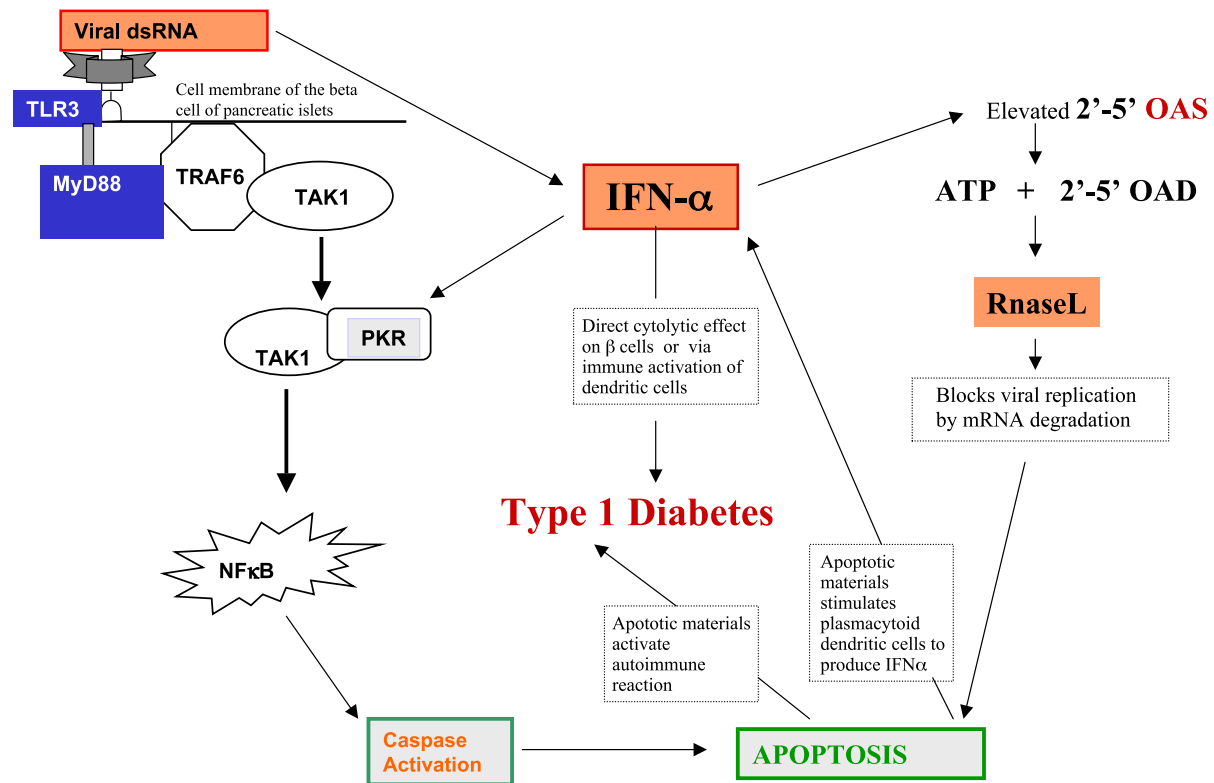 Viral dsRNA
Cell membrane of the beta
cell of pancreatic islets
TLR3
MyD88
TRAF6
TAK1
IFN-α
Elevated 2’-5’ OAS
ATP + 2’-5’ OAD
RnaseL
TAK1
PKR
Direct cytolytic effect
on β cells or via
immune activation of
dendritic cells
Blocks viral replication
by mRNA degradation
Type 1 Diabetes
NFκB
Apototic materials
activate
autoimmune
reaction
Apoptotic
materials
stimulates
plasmacytoid
dendritic cells to
produce IFNα
Caspase
Activation
APOPTOSIS